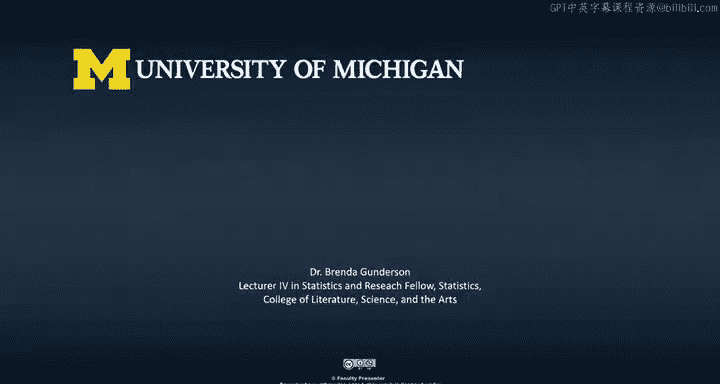 GPT中英字幕课程资源@bilibili.com
M UNIVERSITY OF MICHIGAN
Dr. Brenda Gunderson
Lecturer IV in Statistics and Reseach Fellow, Statistics,
College of Literature, Science, and the Arts
© Faculty Presenter